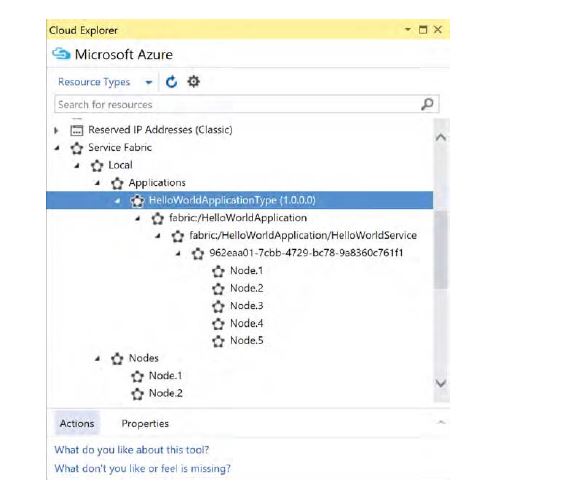 Cloud Explorer
Microsoft Azure
Resource Types
Search for resources
Reserved IP Addresses (Classic)
Service Fabric
Local
Applications
HelloWorldApplicationType (1.0.0.0)
fabric:/HelloWorldApplication
fabric:/HelloWorldApplication/HelloWorldService
962eaa01-7cbb-4729-bc78-9a8360c761f1
Node.1
Node.2
Node.3
Node.4
Node.5
Nodes
Node.1
Node.2
Actions Properties
What do you like about this tool?
What don't you like or feel is missing?